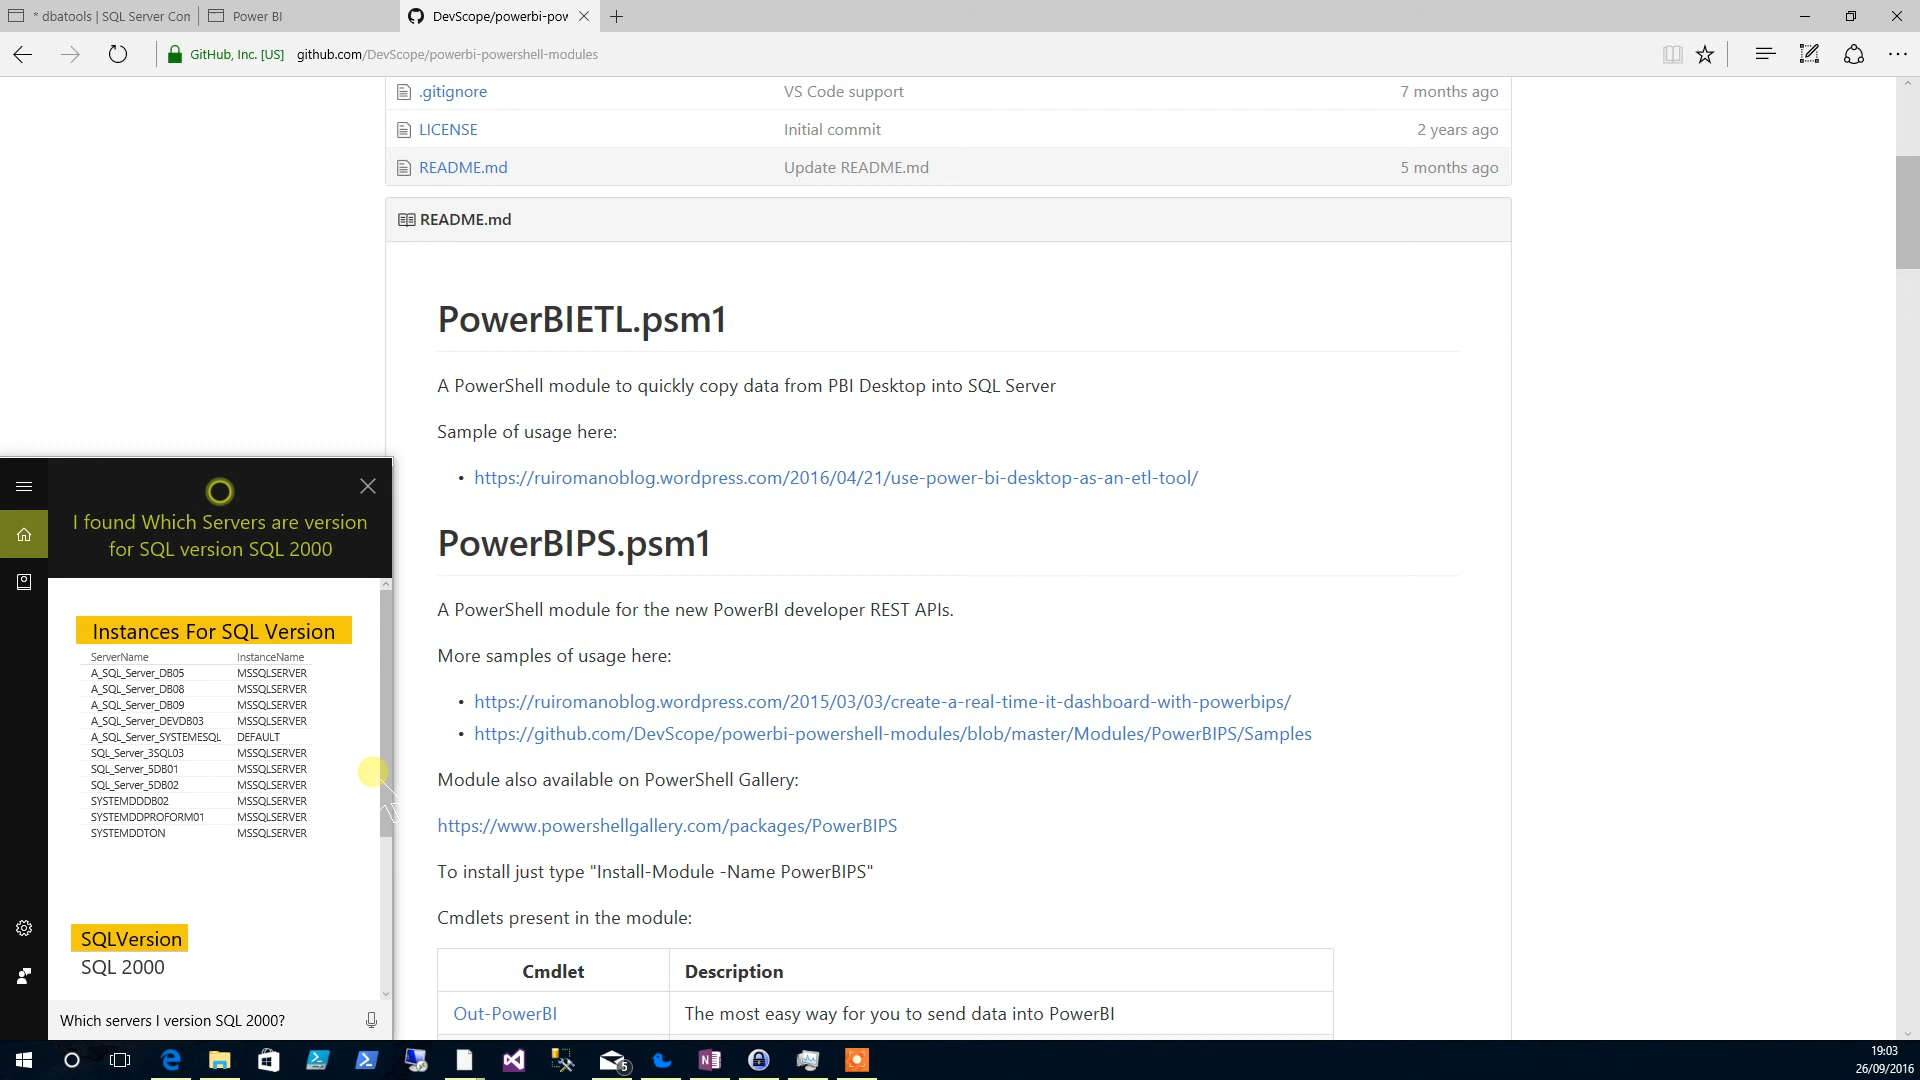 * dbatools | SQL Server Con
Power BI
DevScope/powerbi-pow
GitHub, Inc. [US]
github.com/DevScope/powerbi-powershell-modules
.gitignore VS Code support 7 months ago
LICENSE Initial commit 2 years ago
README.md Update README.md 5 months ago
README.md
PowerBIETL.psm1
A PowerShell module to quickly copy data from PBI Desktop into SQL Server
Sample of usage here:
• https://ruiromanoblog.wordpress.com/2016/04/21/use-power-bi-desktop-as-an-etl-tool/
PowerBIPS.psm1
A PowerShell module for the new PowerBI developer REST APIs.
More samples of usage here:
• https://ruiromanoblog.wordpress.com/2015/03/03/create-a-real-time-it-dashboard-with-powerbips/
• https://github.com/DevScope/powerbi-powershell-modules/blob/master/Modules/PowerBIPS/Samples
Module also available on PowerShell Gallery:
https://www.powershellgallery.com/packages/PowerBIPS
To install just type "Install-Module -Name PowerBIPS"
Cmdlets present in the module:
Cmdlet Description
Out-PowerBI The most easy way for you to send data into PowerBI
I found Which Servers are version
for SQL version SQL 2000
Instances For SQL Version
ServerName InstanceName
A_SQL_Server_DB05 MSSQLSERVER
A_SQL_Server_DB08 MSSQLSERVER
A_SQL_Server_DB09 MSSQLSERVER
A_SQL_Server_DEVDB03 MSSQLSERVER
A_SQL_Server_SYSTEMESQL DEFAULT
SQL_Server_3SQL03 MSSQLSERVER
SQL_Server_5DB01 MSSQLSERVER
SQL_Server_5DB02 MSSQLSERVER
SYSTEMDDDB02 MSSQLSERVER
SYSTEMDDPROFORM01 MSSQLSERVER
SYSTEMDDTON MSSQLSERVER
SQLVersion
SQL 2000
Which servers I version SQL 2000?
5
19:03
26/09/2016